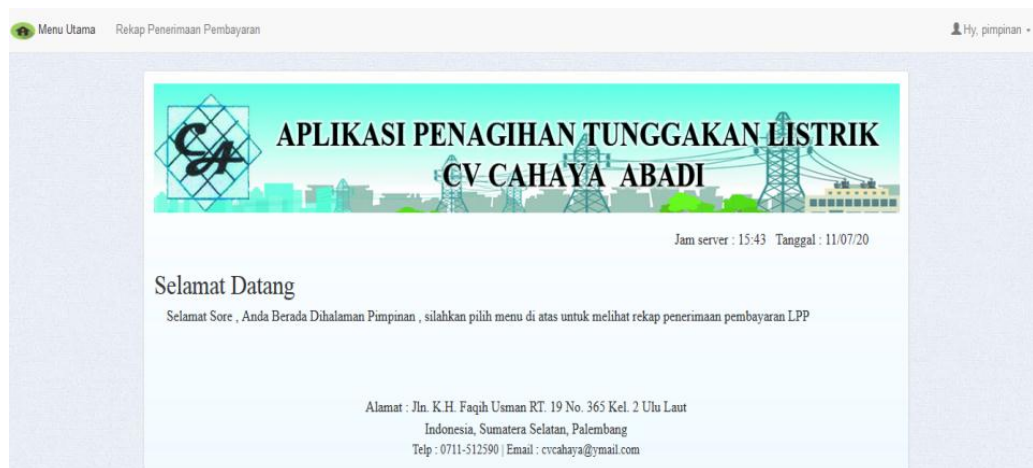 Menu Utama Rekap Penerimaan Pembayaran Hy, pimpinan
CA
APLIKASI PENAGIHAN TUNGGAKAN LISTRIK
CV CAHAYA ABADI
Jam server : 15:43 Tanggal : 11/07/20
Selamat Datang
Selamat Sore , Anda Berada Dihalaman Pimpinan , silahkan pilih menu di atas untuk melihat rekap penerimaan pembayaran LPP
Alamat : Jln. K.H. Faqih Usman RT. 19 No. 365 Kel. 2 Ulu Laut
Indonesia, Sumatera Selatan, Palembang
Telp : 0711-512590 | Email : cvcahaya@ymail.com